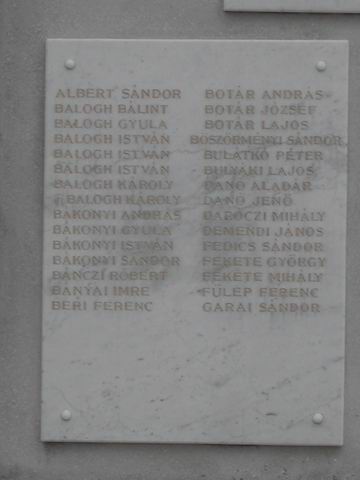 ALBERT SÁNDOR
BALOGH BÁLINT
BALOGH GYULA
BALOGH ISTVÁN
BALOGH ISTVÁN
BALOGH ISTVÁN
BALOGH KÁROLY
BALOGH KÁROLY
BAKONYI ANDRÁS
BAKONYI GYULA
BAKONYI ISTVÁN
BAKONYI SÁNDOR
BÁNCZI RÓBERT
BÁNYAI IMRE
BERI FERENC
BOTÁR ANDRÁS
BOTÁR JÓZSEF
BOTÁR LAJOS
BÖSZÖRMÉNYI SÁNDOR
BULATKÓ PÉTER
BULYAKI LAJOS
DANÓ ALADÁR
DANÓ JENŐ
DARÓCZI MIHÁLY
DEMENDI JÁNOS
FEDICS SÁNDOR
FEKETE GYÖRGY
FEKETE MIHÁLY
FÜLEP FERENC
GARAI SÁNDOR